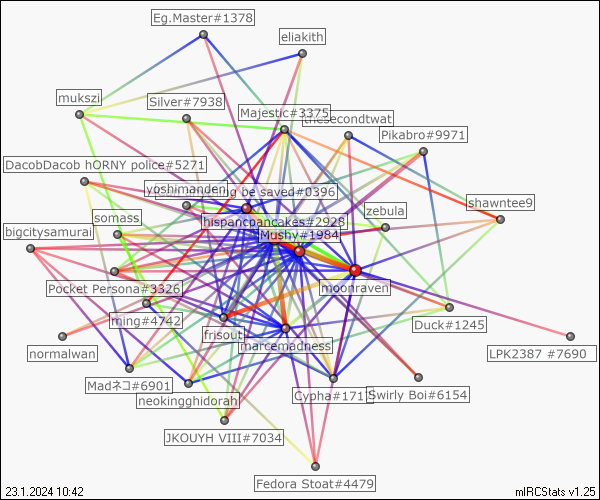 Eg.Master#1378
eliakith
mukszi
Silver#7938
Majestic#3375
thesecondtwat
Pikabro#9971
DacobDacob hORNY police#5271
yoshimanden
be saved#0396
shawntee9
somass
zebula
hispancpancakes#2928
bigcitysamurai
Mushy#1984
Pocket Persona#3326
moonraven
ming#4742
frisout
Duck#1245
marcemadness
normalwan
LPK2387 #7690
Madネコ#6901
neokingghidorah
Cypha#171
Swirly Boi#6154
JKOUYH VIII#7034
Fedora Stoat#4479
23.1.2024 10:42
mIRCStats v1.25